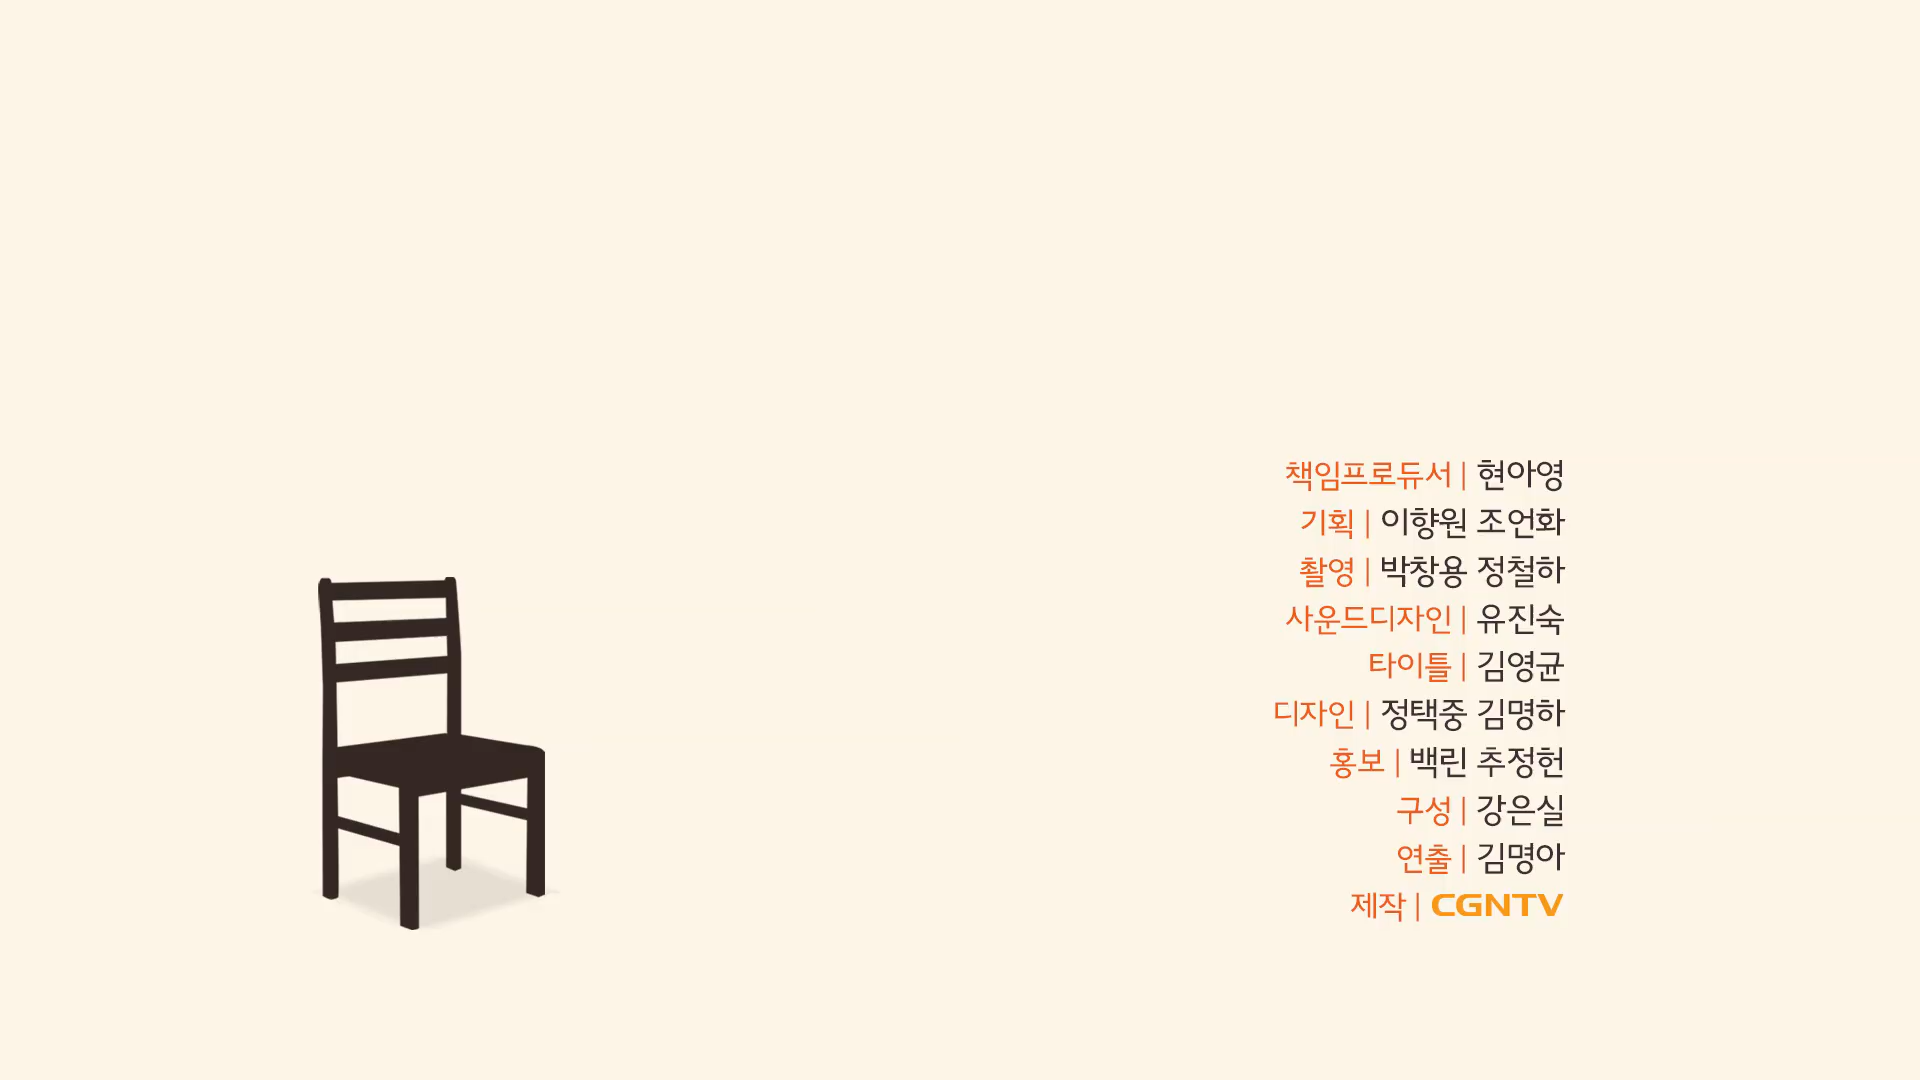 책임프로듀서 | 현아영
기획 | 이향원 조언화
촬영 | 박창용 정철하
사운드디자인 | 유진숙
타이틀 | 김영균
디자인 | 정택중 김명하
홍보 | 백린 추정헌
구성 | 강은실
연출 | 김명아
제작 | CGNTV